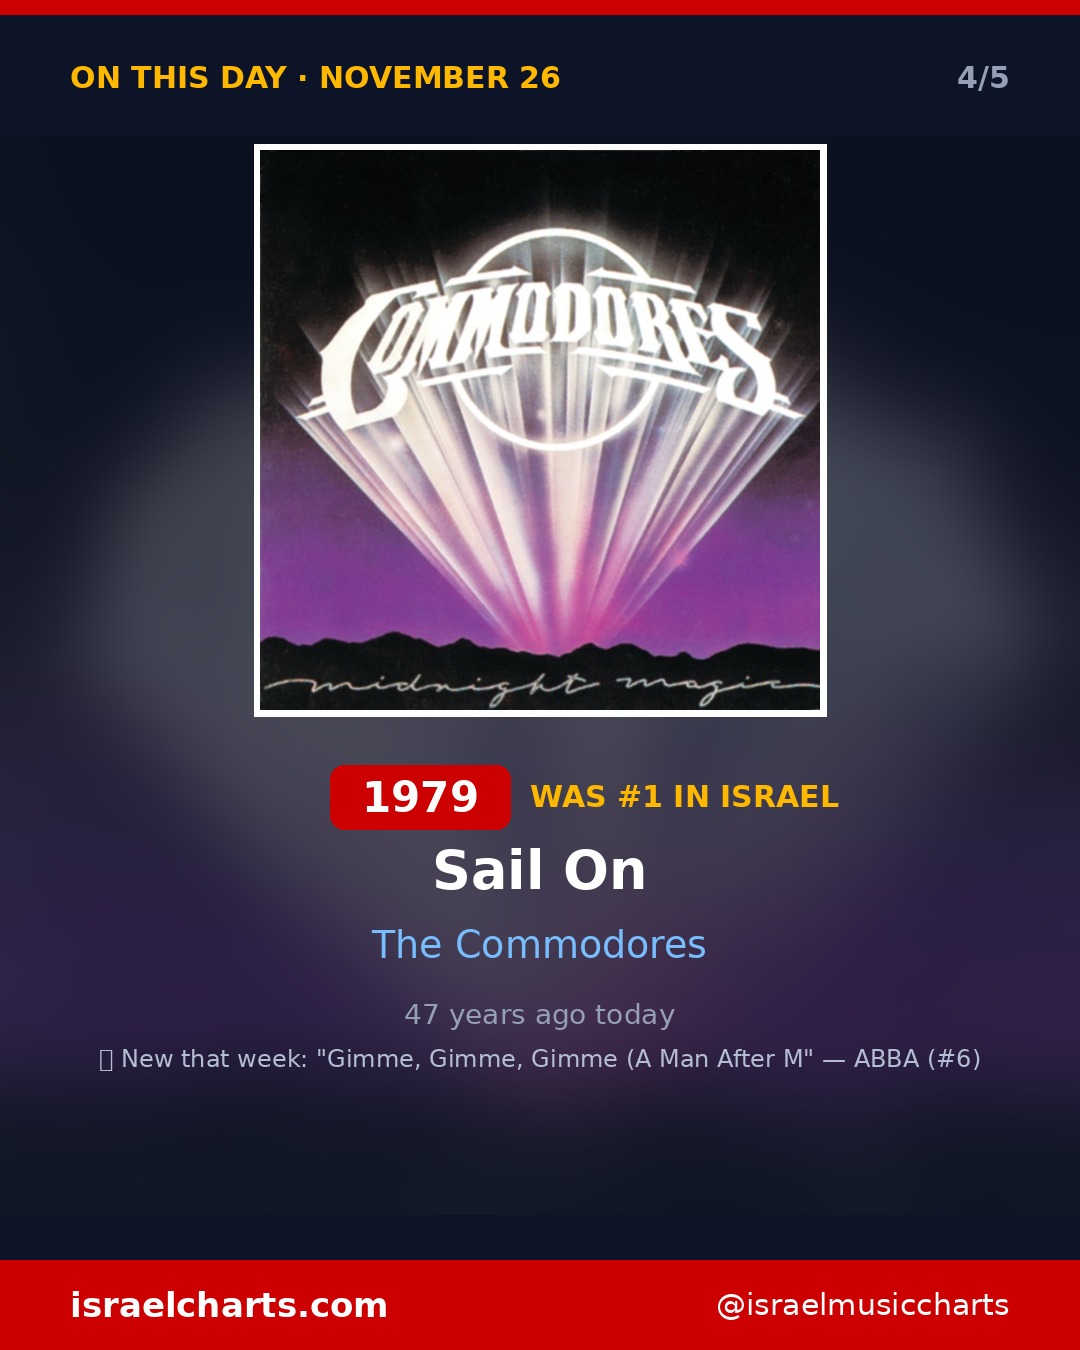 ON THIS DAY · NOVEMBER 26
4/5
COMMODORES
midnight magic
1979 WAS #1 IN ISRAEL
Sail On
The Commodores
47 years ago today
New that week: "Gimme, Gimme, Gimme (A Man After M" — ABBA (#6)
israelcharts.com
@israelmusiccharts